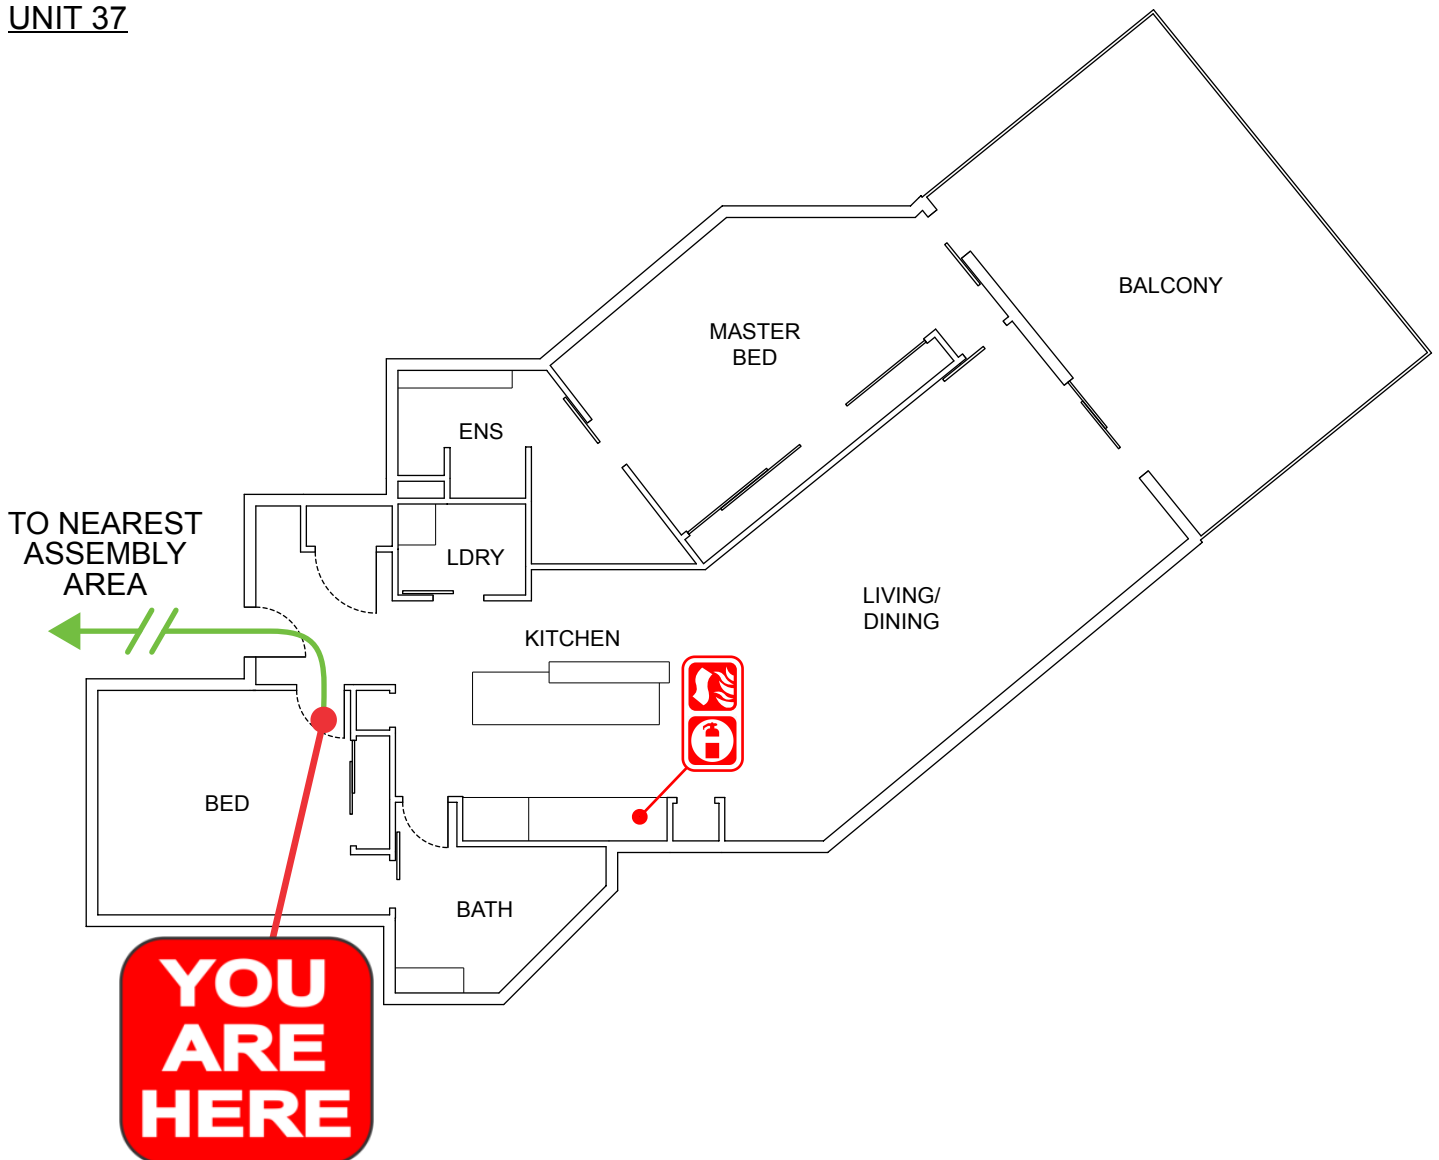 UNIT 37
BALCONY
MASTER
BED
ENS
TO NEAREST
ASSEMBLY
AREA
LDRY
LIVING/
DINING
KITCHEN
BED
BATH
YOU
ARE
HERE